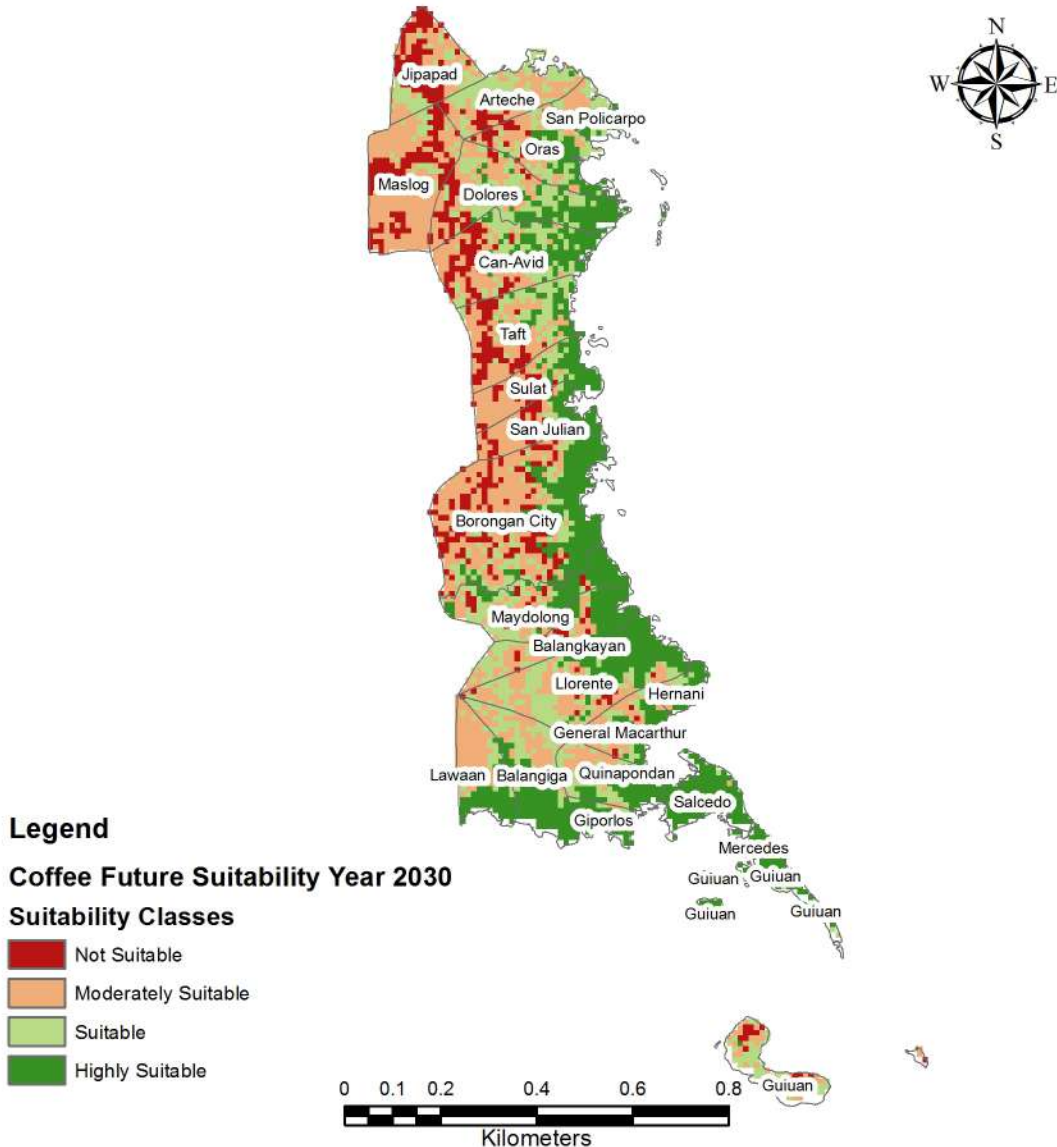 N
W E
S
Jipapad
Arteche
San Policarpo
Oras
Maslog
Dolores
Can-Avid
Taft
Sulat
San Julian
Borongan City
Maydolong
Balangkayan
Llorente
Hernani
General Macarthur
Lawaan Balangiga Quinapondan
Salcedo
Giporlos
Mercedes
Guiuan Guiuan
Guiuan Guiuan
Legend
Coffee Future Suitability Year 2030
Suitability Classes
Not Suitable
Moderately Suitable
Suitable
Highly Suitable
Guiuan
0 0.1 0.2 0.4 0.6 0.8
Kilometers